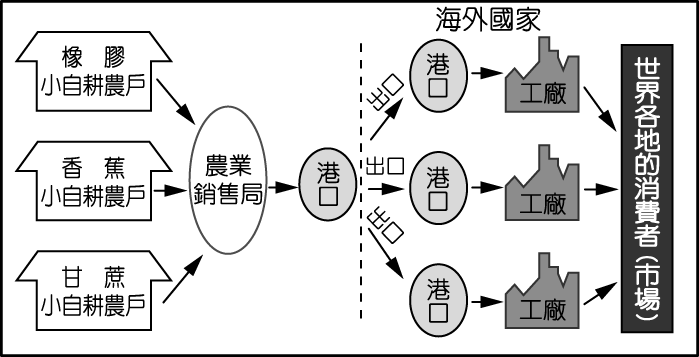 海外國家
橡膠
小自耕農戶
香蕉
小自耕農戶
甘蔗
小自耕農戶
農業
銷售局
港
口
出口
出口
出口
港
口
港
口
港
口
工廠
工廠
工廠
世界各地的消費者(市場)